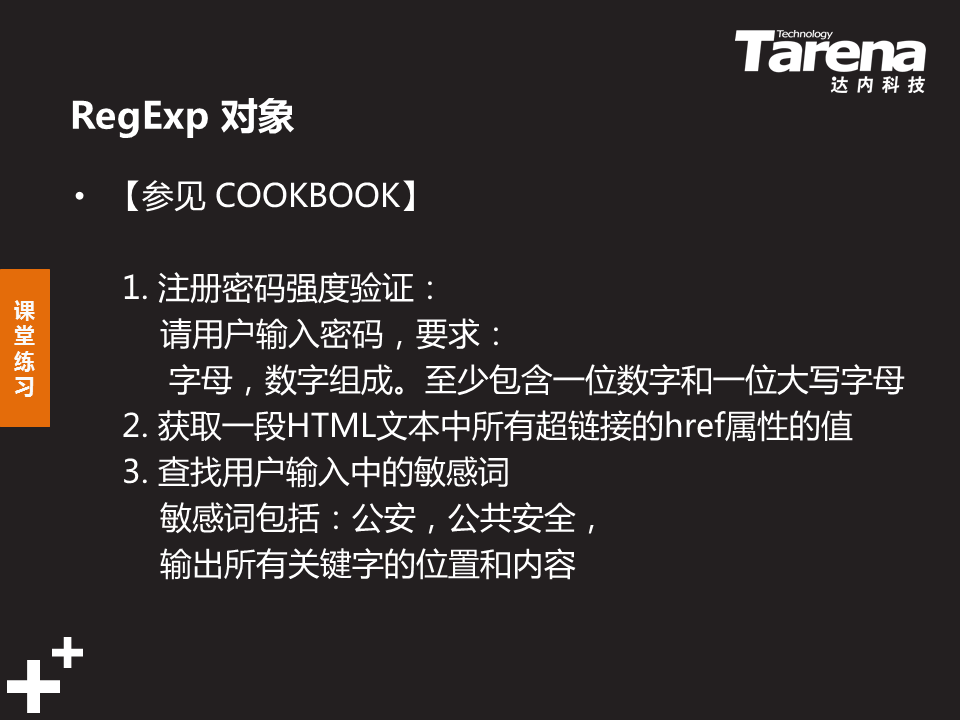 Technology
Tarena
达内科技
RegExp 对象
• 【参见 COOKBOOK】
课
堂
练
习
1. 注册密码强度验证：
请用户输入密码，要求：
字母，数字组成。至少包含一位数字和一位大写字母
2. 获取一段HTML文本中所有超链接的href属性的值
3. 查找用户输入中的敏感词
敏感词包括：公安，公共安全，
输出所有关键字的位置和内容